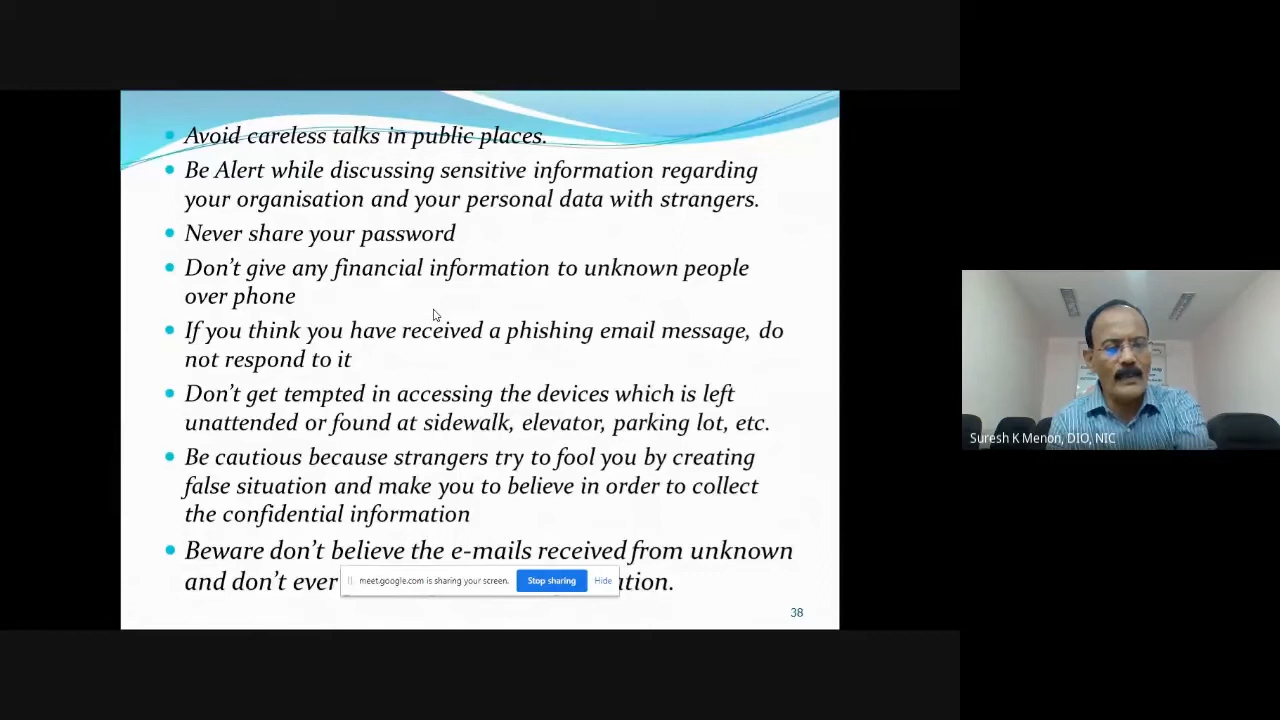 Avoid careless talks in public places.
Be Alert while discussing sensitive information regarding
your organisation and your personal data with strangers.
Never share your password
Don't give any financial information to unknown people
over phone
If you think you have received a phishing email message, do
not respond to it
Don't get tempted in accessing the devices which is left
unattended or found at sidewalk, elevator, parking lot, etc.
Be cautious because strangers try to fool you by creating
false situation and make you to believe in order to collect
the confidential information
Beware don't believe the e-mails received from unknown
and don't ever
meet.google.com is sharing your screen. Stop sharing Hide
38
Suresh K Menon, DIO, NIC